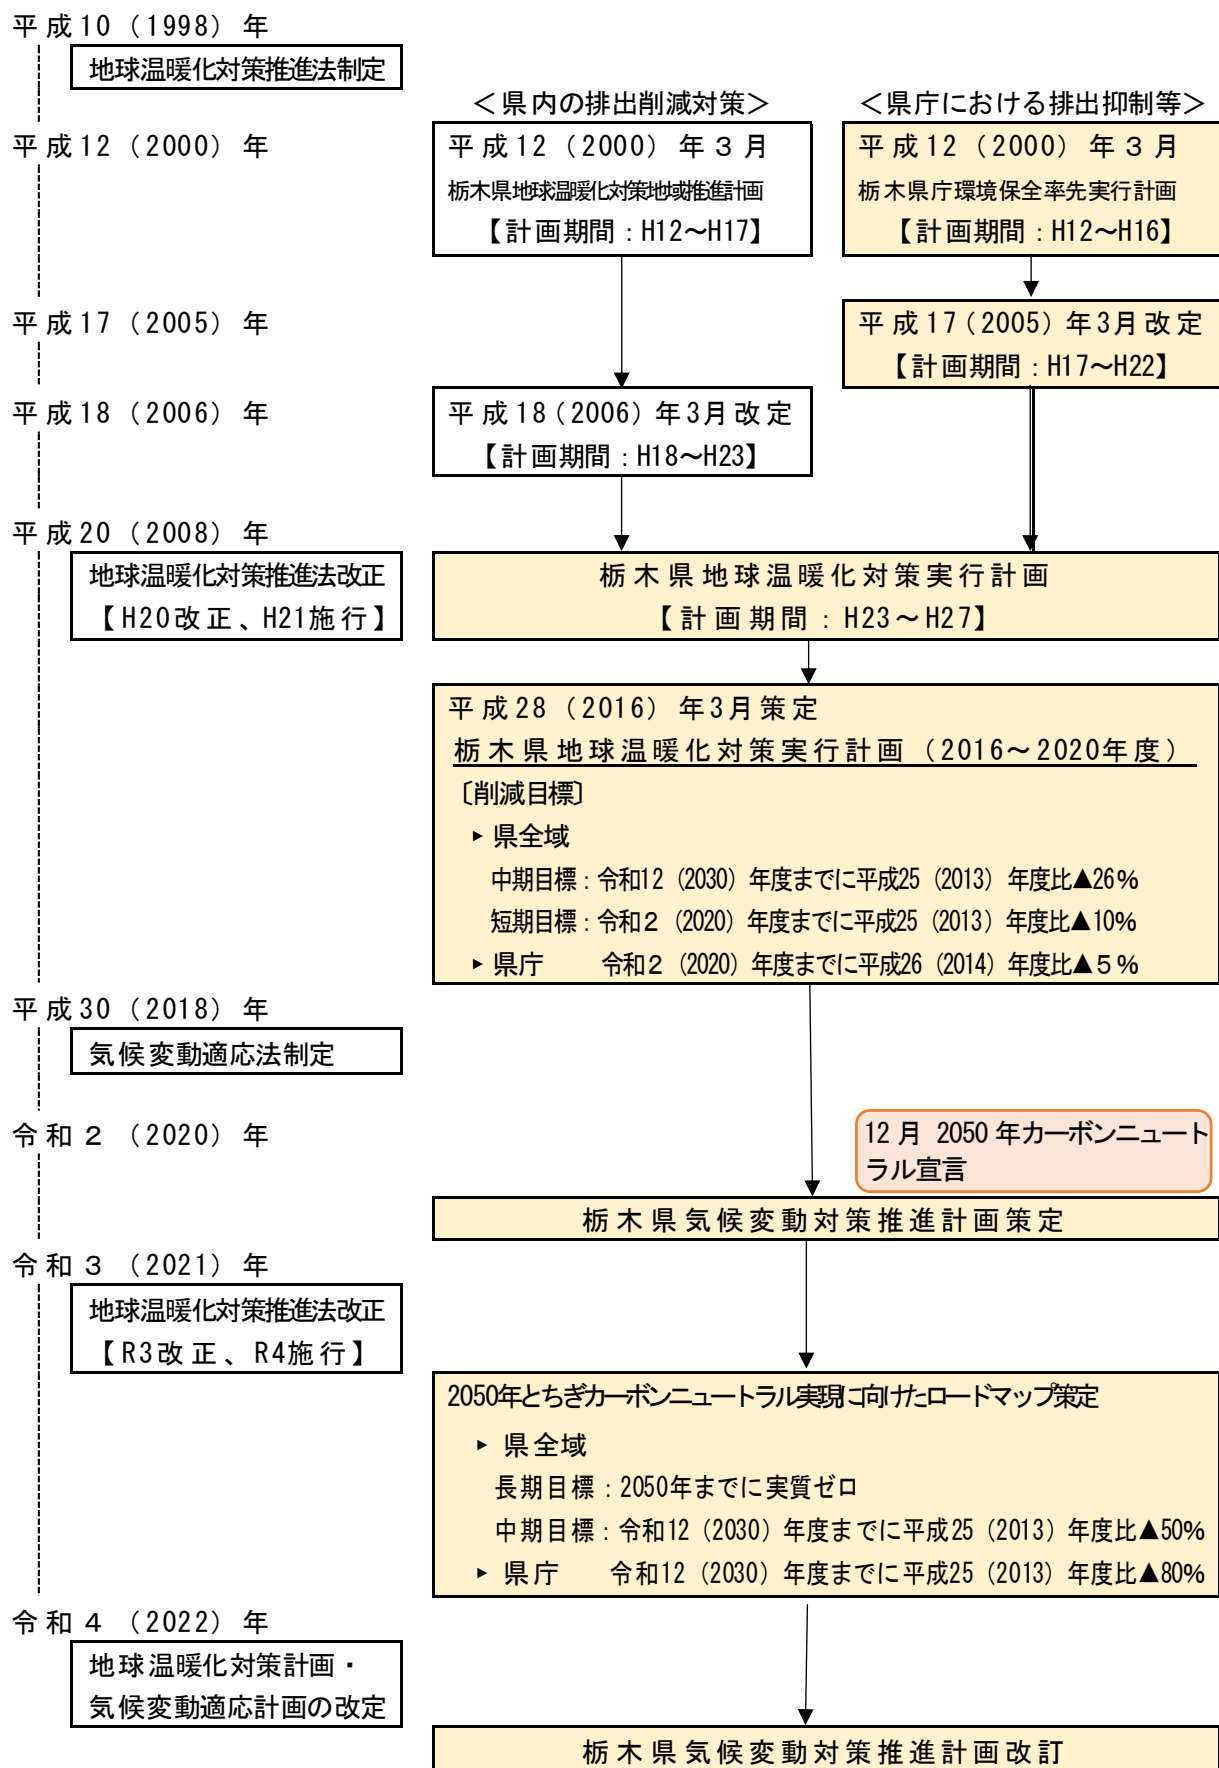 平成10（1998）年
地球温暖化対策推進法制定
＜県内の排出削減対策＞
＜県庁における排出抑制等＞
平成12（2000）年
平成12（2000）年３月
栃木県地球温暖化対策地域推進計画
【計画期間：H12～H17】
平成12（2000）年３月
栃木県庁環境保全率先実行計画
【計画期間：H12～H16】
平成17（2005）年
平成17（2005）年3月改定
【計画期間：H17～H22】
平成18（2006）年
平成18（2006）年3月改定
【計画期間：H18～H23】
平成20（2008）年
地球温暖化対策推進法改正
【H20改正、H21施行】
栃木県地球温暖化対策実行計画
【計画期間：H23～H27】
平成28（2016）年3月策定
栃木県地球温暖化対策実行計画（2016～2020年度）
〔削減目標〕
▶県全域
中期目標：令和12（2030）年度までに平成25（2013）年度比▲26％
短期目標：令和２（2020）年度までに平成25（2013）年度比▲10％
▶県庁　令和２（2020）年度までに平成26（2014）年度比▲５％
平成30（2018）年
気候変動適応法制定
令和２（2020）年
12月 2050年カーボンニュート
ラル宣言
栃木県気候変動対策推進計画策定
令和３（2021）年
地球温暖化対策推進法改正
【R3改正、R4施行】
2050年とちぎカーボンニュートラル実現に向けたロードマップ策定
▶県全域
長期目標：2050年までに実質ゼロ
中期目標：令和12（2030）年度までに平成25（2013）年度比▲50％
▶県庁　令和12（2030）年度までに平成25（2013）年度比▲80％
令和４（2022）年
地球温暖化対策計画・
気候変動適応計画の改定
栃木県気候変動対策推進計画改訂